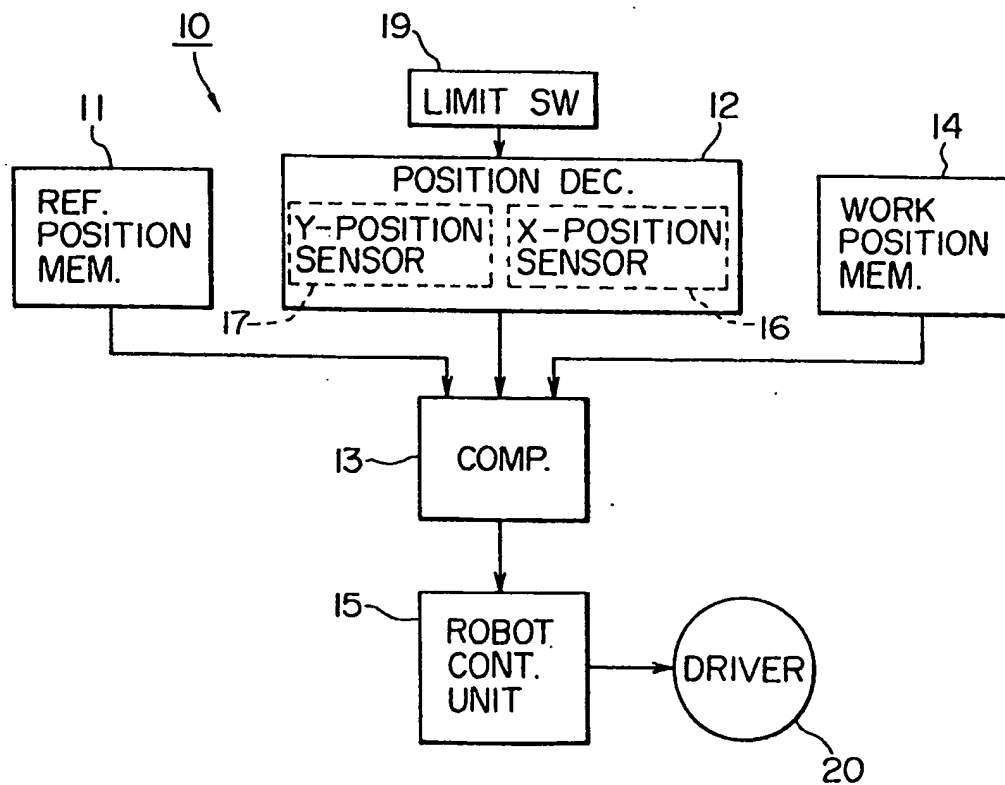 10
19
LIMIT SW
11
12
14
REF.
POSITION
MEM.
POSITION DEC.
Y-POSITION
SENSOR
X-POSITION
SENSOR
WORK
POSITION
MEM.
17
16
13
COMP.
15
ROBOT
CONT.
UNIT
DRIVER
20